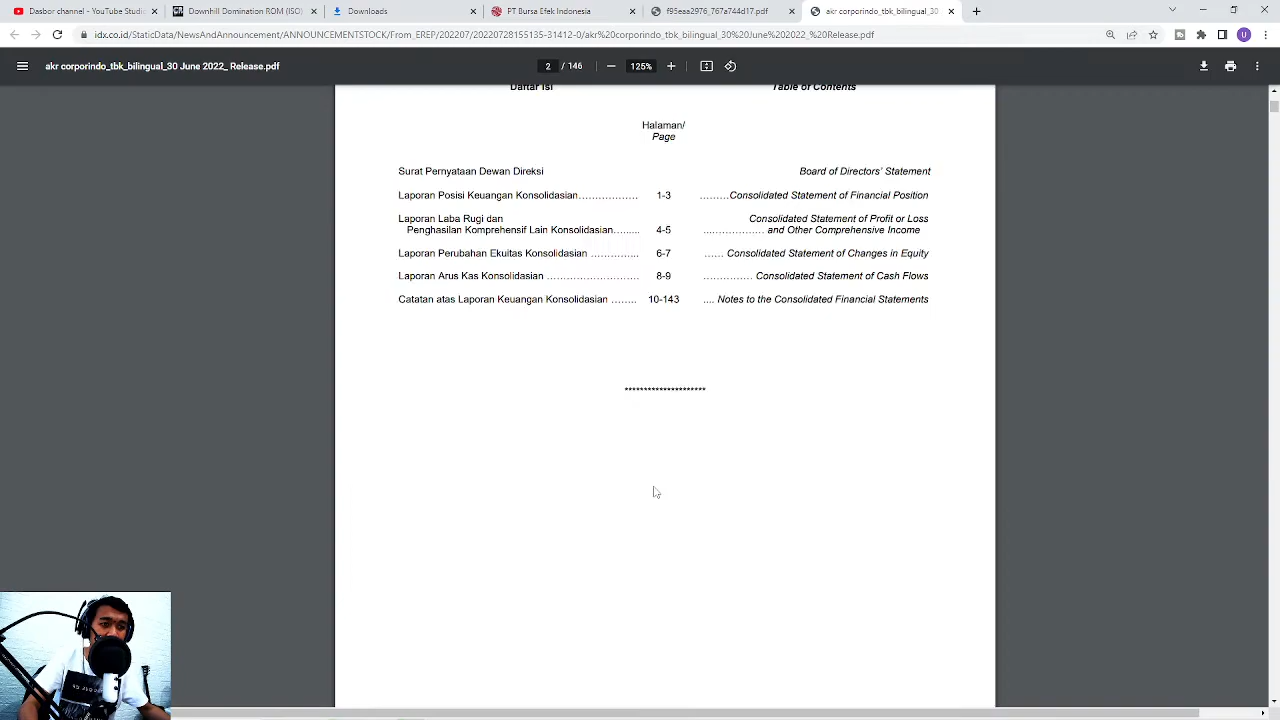 Dasbor channel - YouTube Studio
Downhill Domination ROM (ISO)
Downloads
PT Bursa Efek Indonesia
f95eaa2976_767a744d17.pdf
akr corporindo_tbk_bilingual_30
idx.co.id/StaticData/NewsAndAnnouncement/ANNOUNCEMENTSTOCK/From_EREP/202207/20220728155135-31412-0/akr%20corporindo_tbk_bilingual_30%20June%202022_%20Release.pdf
U
akr corporindo_tbk_bilingual_30 June 2022_ Release.pdf
2 / 146
125%
Daftar Isi Table of Contents
Halaman/
Page
Surat Pernyataan Dewan Direksi Board of Directors' Statement
Laporan Posisi Keuangan Konsolidasian……………… 1-3 ………Consolidated Statement of Financial Position
Laporan Laba Rugi dan Consolidated Statement of Profit or Loss
Penghasilan Komprehensif Lain Konsolidasian…...... 4-5 ...……………… and Other Comprehensive Income
Laporan Perubahan Ekuitas Konsolidasian ………….. 6-7 …… Consolidated Statement of Changes in Equity
Laporan Arus Kas Konsolidasian ……………………… 8-9 …………… Consolidated Statement of Cash Flows
Catatan atas Laporan Keuangan Konsolidasian …….. 10-143 .... Notes to the Consolidated Financial Statements
*********************